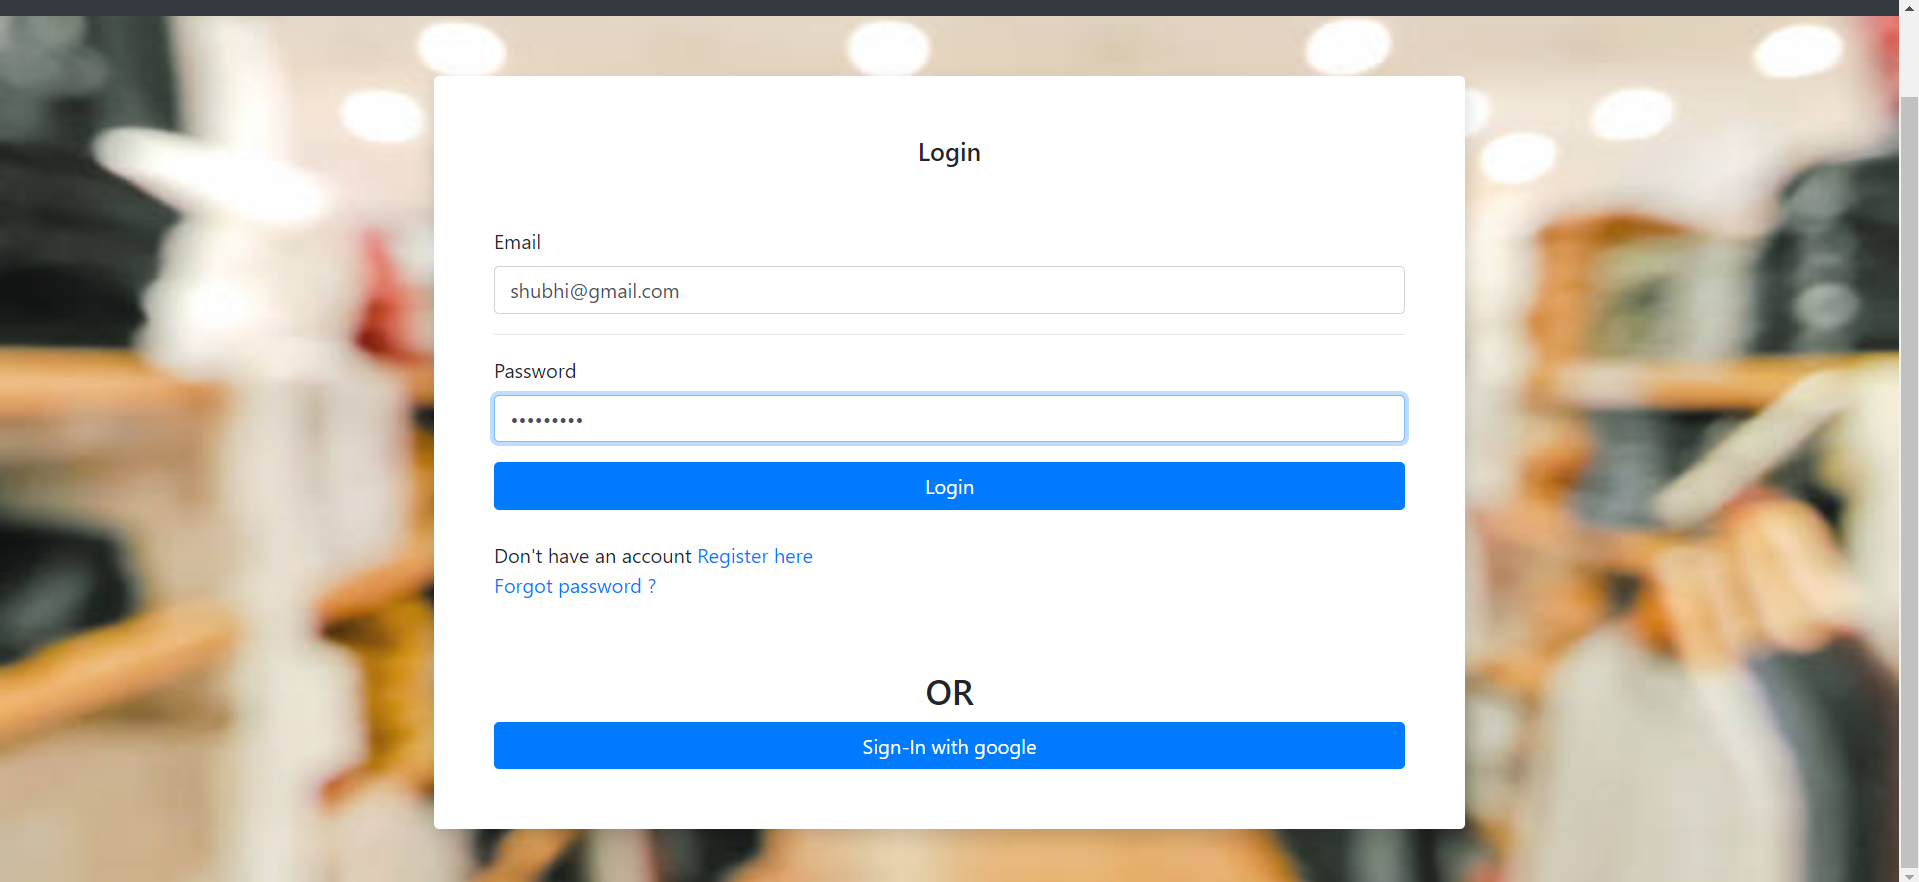 Login
Email
shubhi@gmail.com
Password
•••••••••
Login
Don't have an account Register here
Forgot password ?
OR
Sign-In with google